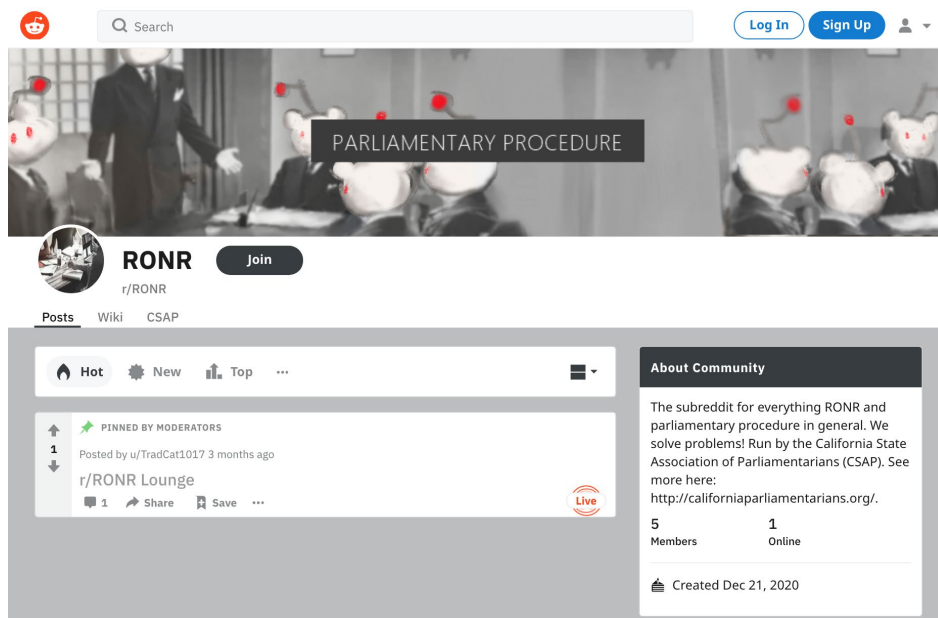 Search
Log In
Sign Up
PARLIAMENTARY PROCEDURE
RONR
Join
r/RONR
Posts
Wiki
CSAP
Hot
New
Top
PINNED BY MODERATORS
1
Posted by u/TradCat1017 3 months ago
r/RONR Lounge
1
Share
Save
Live
About Community
The subreddit for everything RONR and
parliamentary procedure in general. We
solve problems! Run by the California State
Association of Parliamentarians (CSAP). See
more here:
http://californiaparliamentarians.org/.
5
Members
1
Online
Created Dec 21, 2020